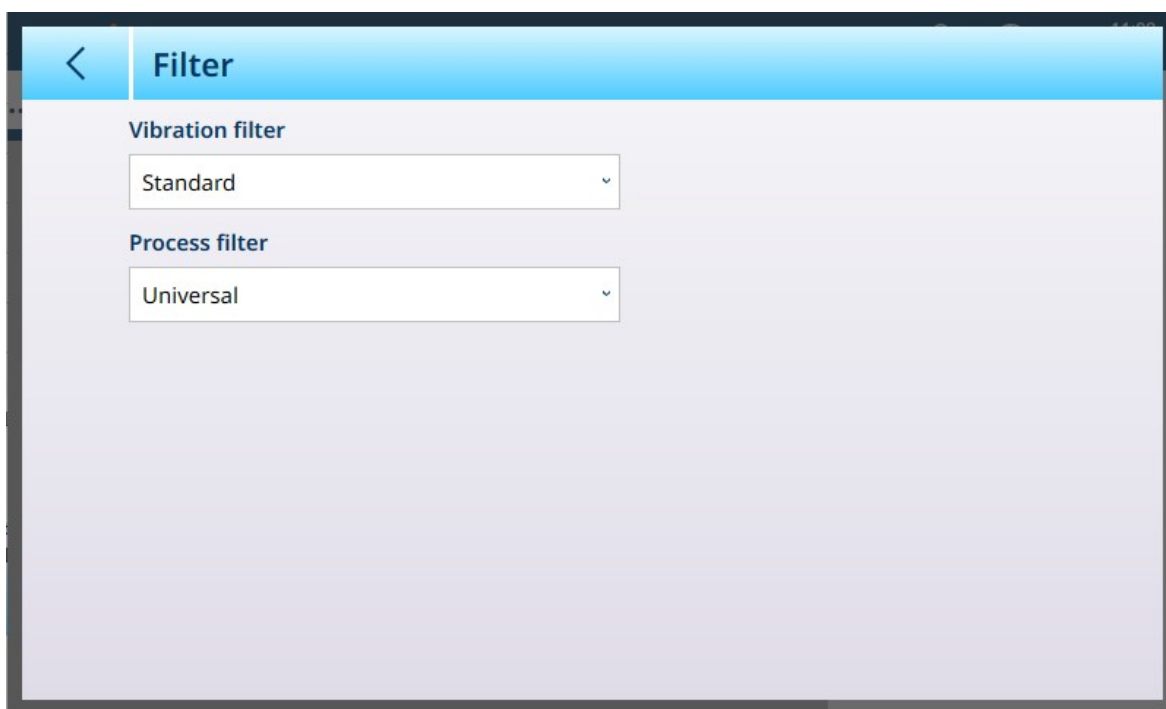 Filter
Vibration filter
Standard
Process filter
Universal